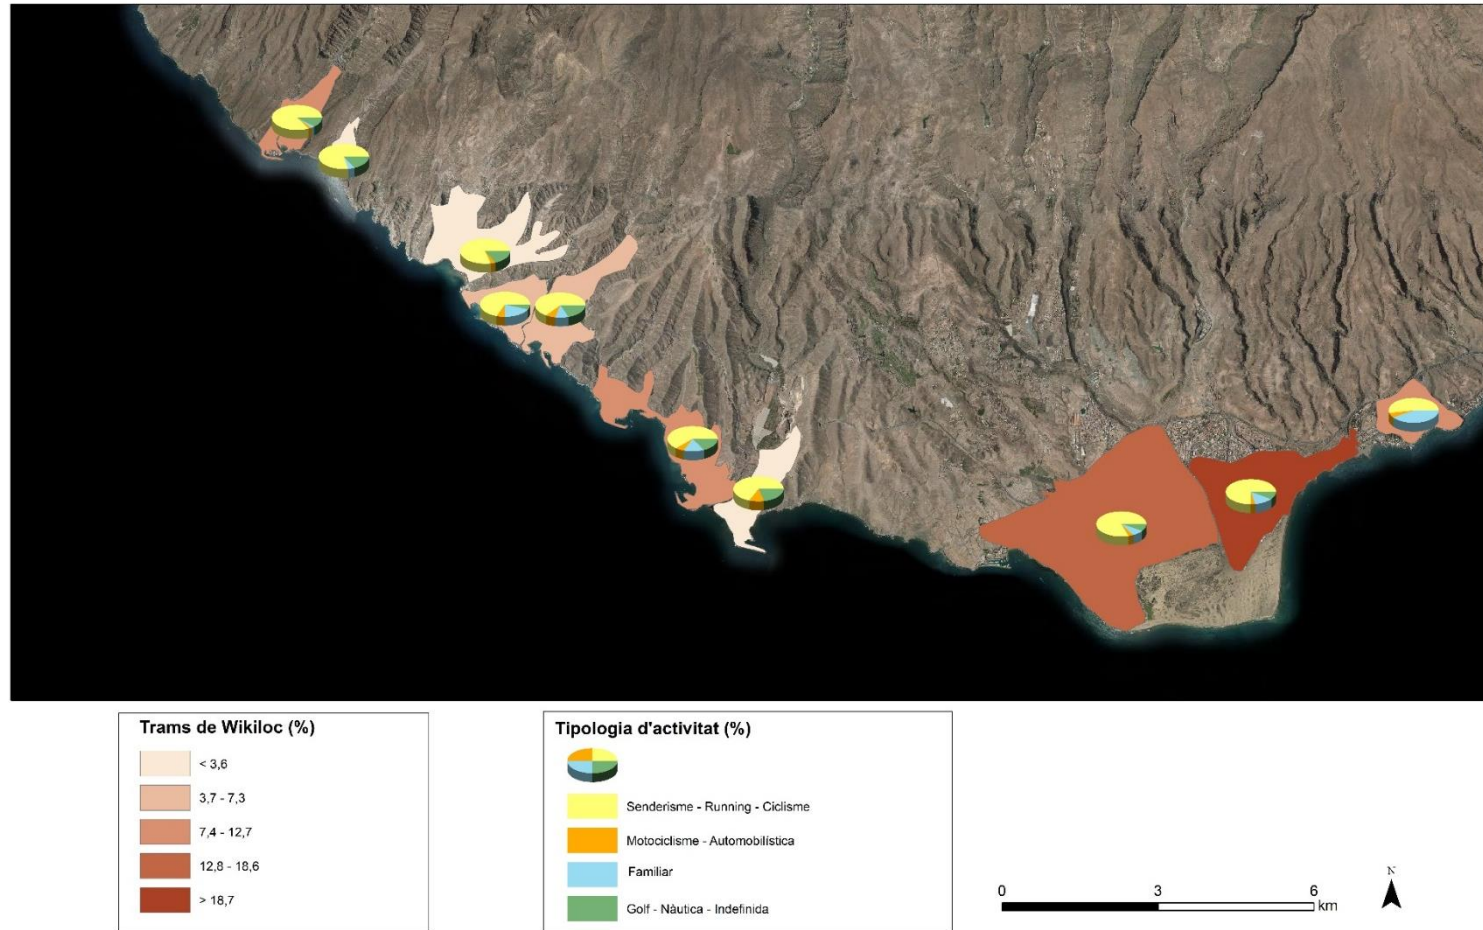 Trams de Wikiloc (%)
< 3,6
3,7 - 7,3
7,4 - 12,7
12,8 - 18,6
> 18,7
Tipologia d'activitat (%)
Senderisme - Running - Ciclisme
Motociclisme - Automobilística
Familiar
Golf - Nàutica - Indefinida
0 3 6
km
N